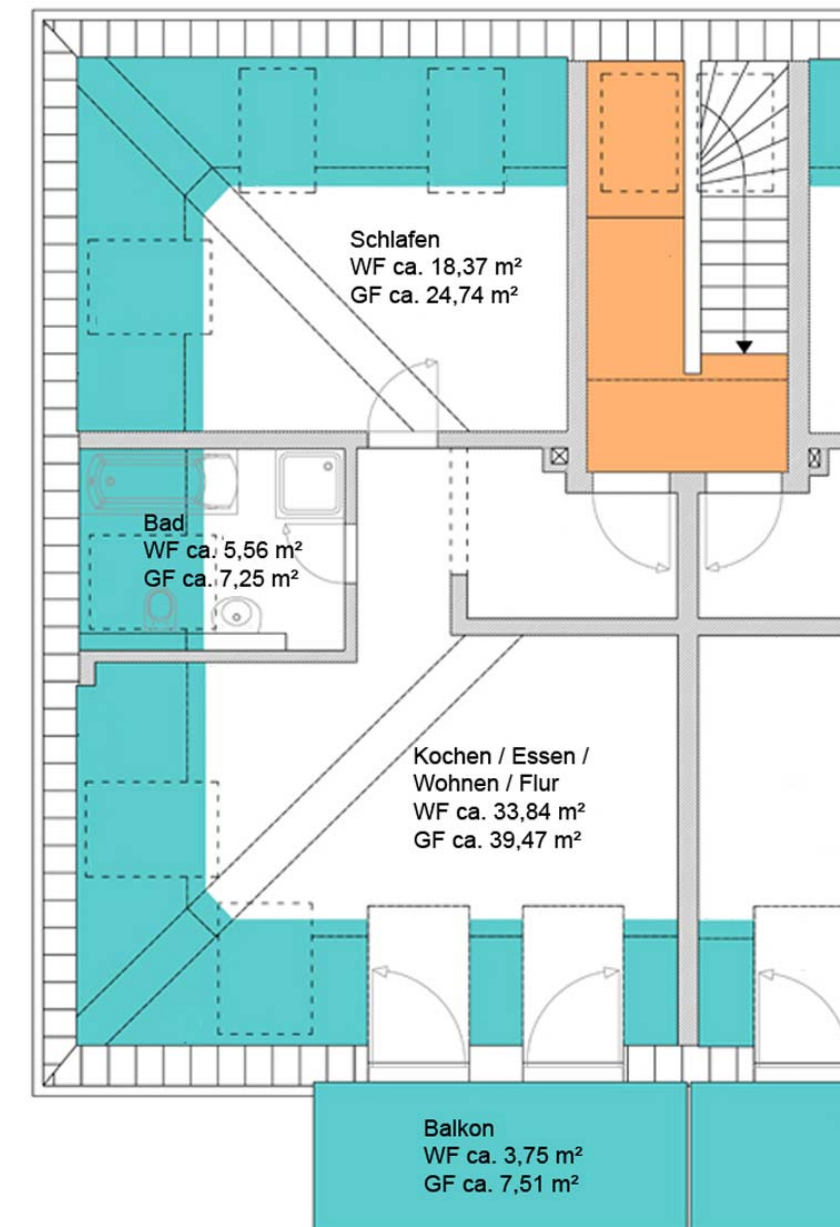 Schlafen
WF ca. 18,37 m²
GF ca. 24,74 m²
Bad
WF ca. 5,56 m²
GF ca. 7,25 m²
Kochen / Essen /
Wohnen / Flur
WF ca. 33,84 m²
GF ca. 39,47 m²
Balkon
WF ca. 3,75 m²
GF ca. 7,51 m²